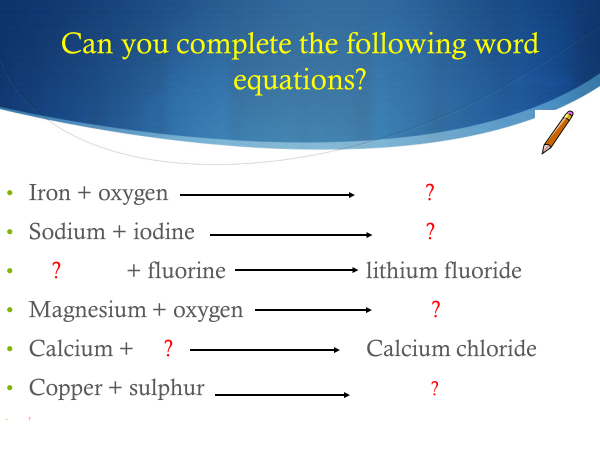 Can you complete the following word
equations?
• Iron + oxygen ?
• Sodium + iodine ?
• ? + fluorine lithium fluoride
• Magnesium + oxygen ?
• Calcium + ? Calcium chloride
• Copper + sulphur ?